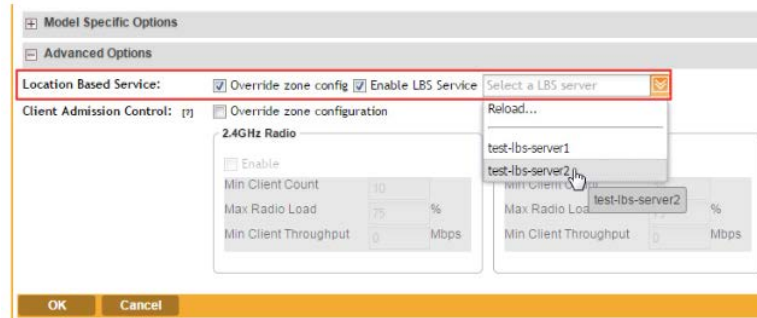 Model Specific Options
Advanced Options
Location Based Service: Override zone config Enable LBS Service Select a LBS server
Client Admission Control: [?] Override zone configuration
Reload...
2.4GHz Radio
test-lbs-server1
Enable
test-lbs-server2
Min Client Count 10 Min Client
test-lbs-server2
Max Radio Load 75 % Max Radio %
Min Client Throughput 0 Mbps Min Client Throughput 0 Mbps
OK Cancel